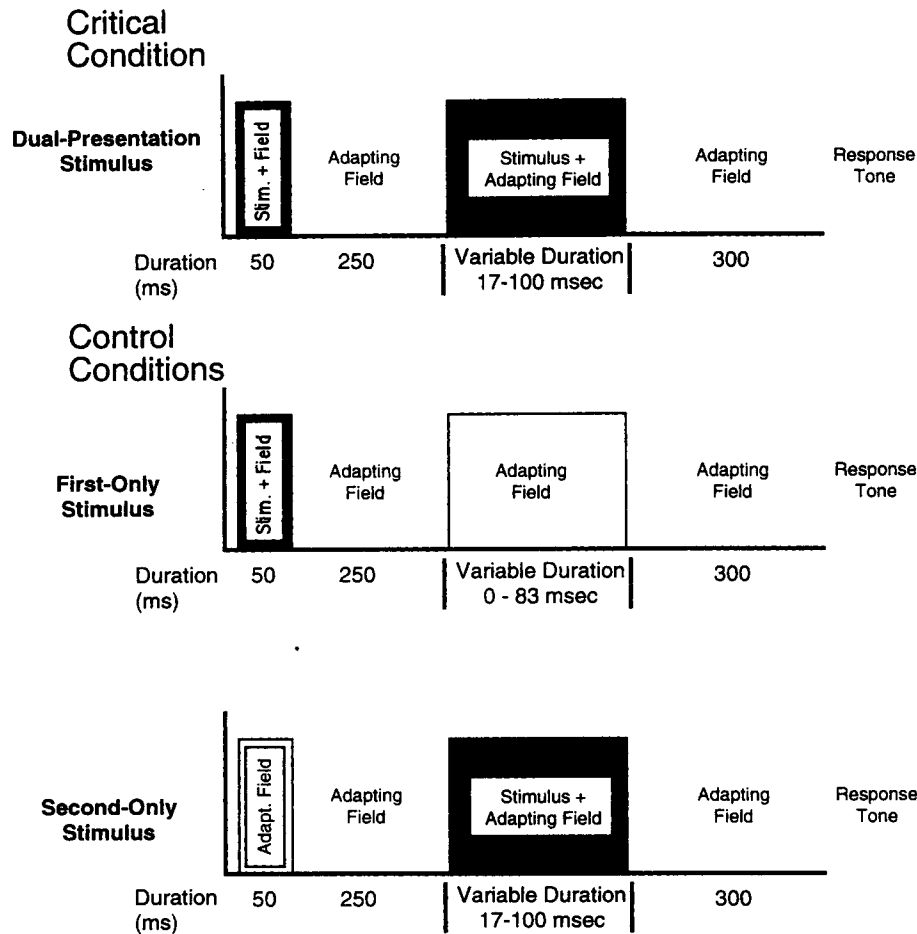 Critical
Condition
Dual-Presentation
Stimulus
Stim. + Field
Adapting
Field
Stimulus +
Adapting Field
Adapting
Field
Response
Tone
Duration
(ms)
50
250
Variable Duration
17-100 msec
300
Control
Conditions
First-Only
Stimulus
Stim. + Field
Adapting
Field
Adapting
Field
Adapting
Field
Response
Tone
Duration
(ms)
50
250
Variable Duration
0 - 83 msec
300
Second-Only
Stimulus
Adapt. Field
Adapting
Field
Stimulus +
Adapting Field
Adapting
Field
Response
Tone
Duration
(ms)
50
250
Variable Duration
17-100 msec
300